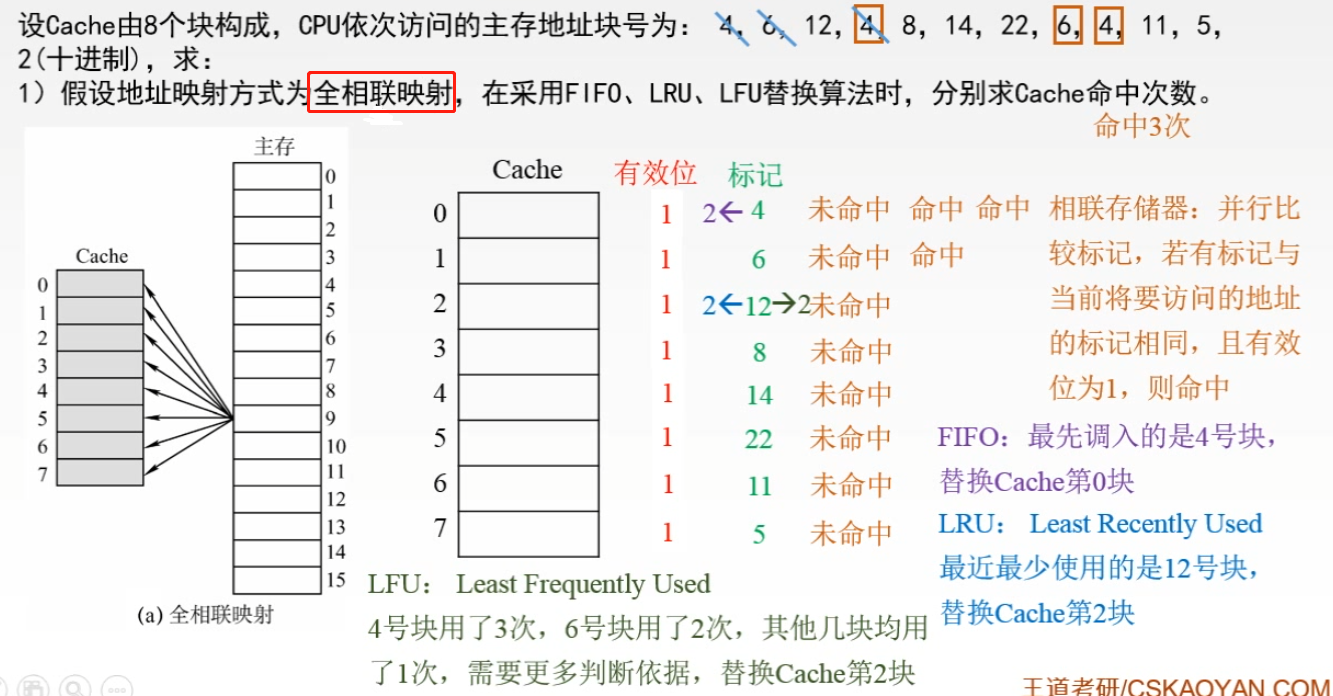 设Cache由8个块构成，CPU依次访问的主存地址块号为：4，6，12，4，8，14，22，6，4，11，5，
2(十进制)，求：
1）假设地址映射方式为全相联映射，在采用FIFO、LRU、LFU替换算法时，分别求Cache命中次数。
命中3次
主存
0
1
2
3
4
5
6
7
8
9
10
11
12
13
14
15
Cache
0
1
2
3
4
5
6
7
(a) 全相联映射
Cache 有效位 标记
0 1 2← 4 未命中 命中 命中
1 1 6 未命中 命中
2 1 2←12→2未命中
3 1 8 未命中
4 1 14 未命中
5 1 22 未命中
6 1 11 未命中
7 1 5 未命中
相联存储器：并行比
较标记，若有标记与
当前将要访问的地址
的标记相同，且有效
位为1，则命中
FIFO：最先调入的是4号块，
替换Cache第0块
LRU： Least Recently Used
最近最少使用的是12号块，
替换Cache第2块
LFU： Least Frequently Used
4号块用了3次，6号块用了2次，其他几块均用
了1次，需要更多判断依据，替换Cache第2块
王道考研/CSKAOYAN.COM